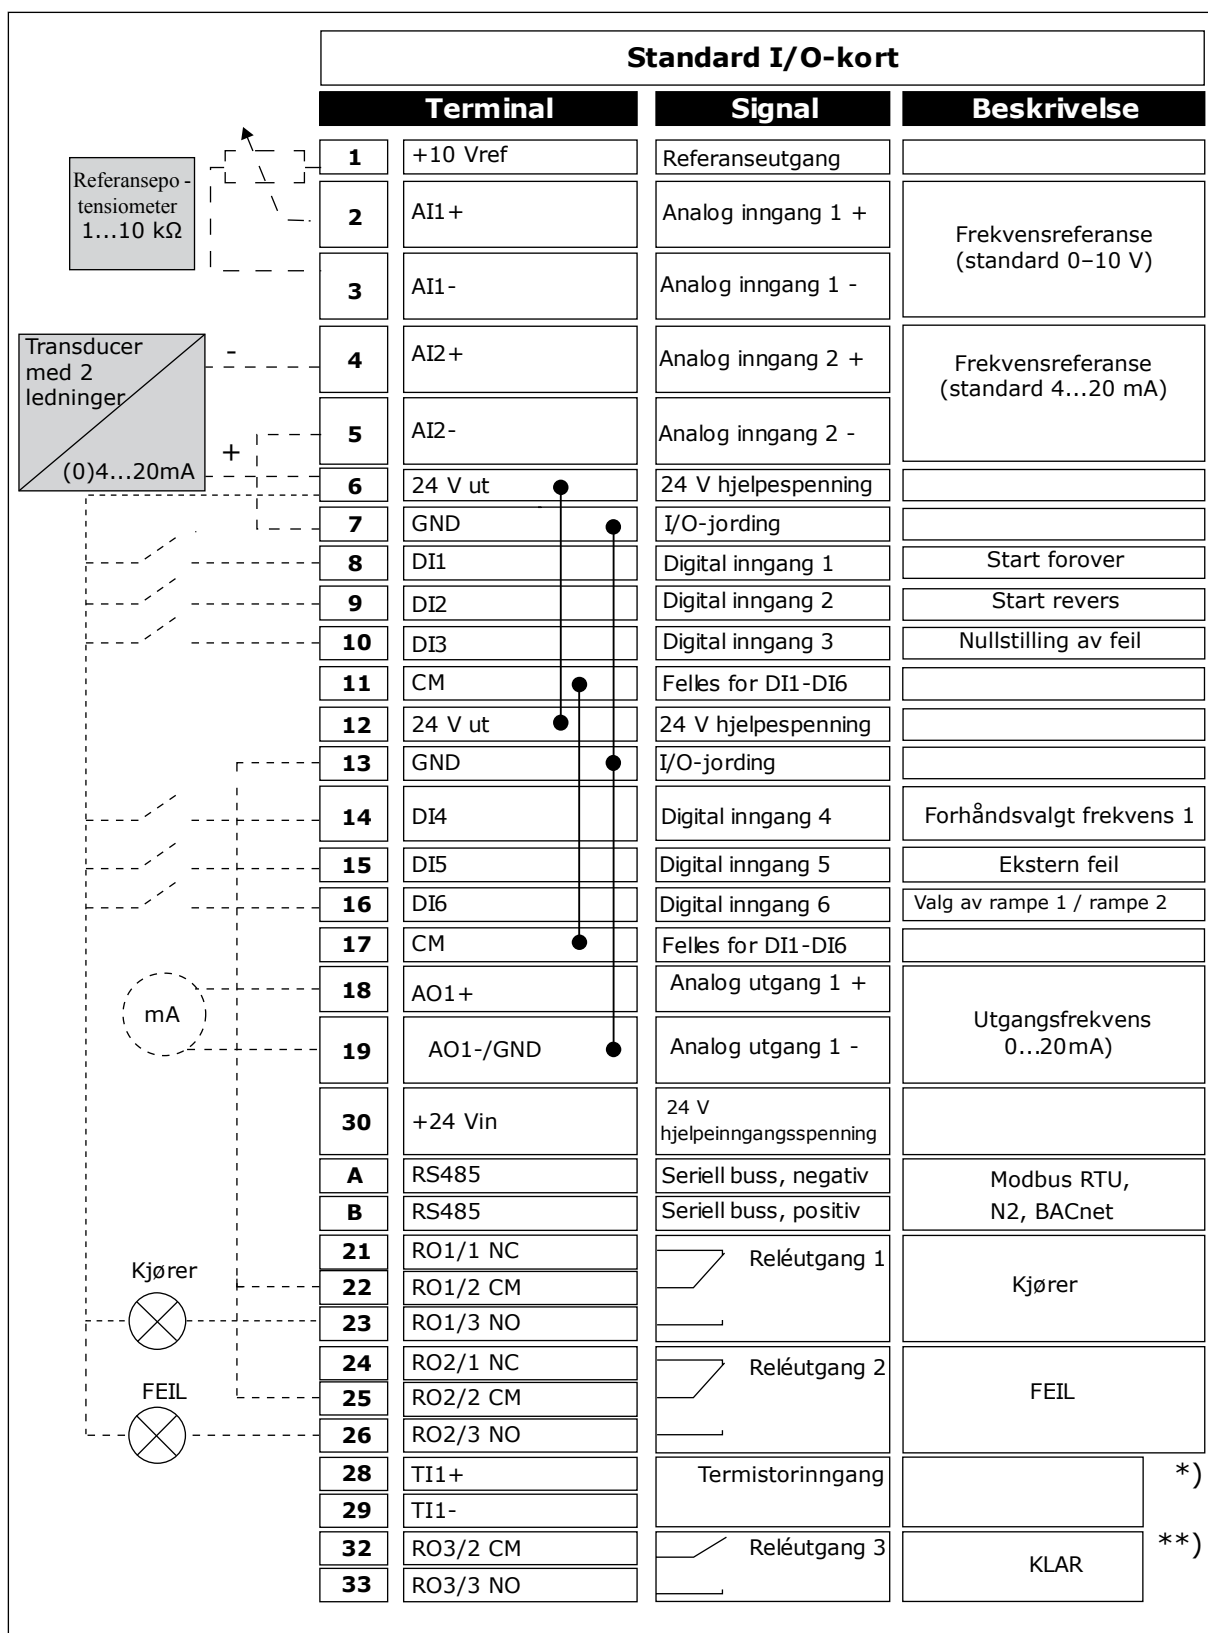 Standard I/O-kort
Terminal Signal Beskrivelse
1 +10 Vref Referanseutgang
Referansepo -
tensiometer
1...10 kΩ
2 AI1+ Analog inngang 1 +
3 AI1- Analog inngang 1 -
Frekvensreferanse
(standard 0–10 V)
Transducer
med 2
ledninger
(0)4...20mA
-
+
4 AI2+ Analog inngang 2 +
5 AI2- Analog inngang 2 -
Frekvensreferanse
(standard 4...20 mA)
6 24 V ut 24 V hjelpespenning
7 GND I/O-jording
8 DI1 Digital inngang 1 Start forover
9 DI2 Digital inngang 2 Start revers
10 DI3 Digital inngang 3 Nullstilling av feil
11 CM Felles for DI1-DI6
12 24 V ut 24 V hjelpespenning
13 GND I/O-jording
14 DI4 Digital inngang 4 Forhåndsvalgt frekvens 1
15 DI5 Digital inngang 5 Ekstern feil
16 DI6 Digital inngang 6 Valg av rampe 1 / rampe 2
17 CM Felles for DI1-DI6
mA
18 AO1+ Analog utgang 1 +
19 AO1-/GND Analog utgang 1 -
Utgangsfrekvens
0...20mA)
30 +24 Vin 24 V
hjelpeinngangsspenning
A RS485 Seriell buss, negativ
B RS485 Seriell buss, positiv
Modbus RTU,
N2, BACnet
Kjører
21 RO1/1 NC Reléutgang 1
22 RO1/2 CM Kjører
23 RO1/3 NO
FEIL
24 RO2/1 NC Reléutgang 2
25 RO2/2 CM FEIL
26 RO2/3 NO
28 TI1+ Termistorinngang *)
29 TI1-
32 RO3/2 CM Reléutgang 3 KLAR **)
33 RO3/3 NO